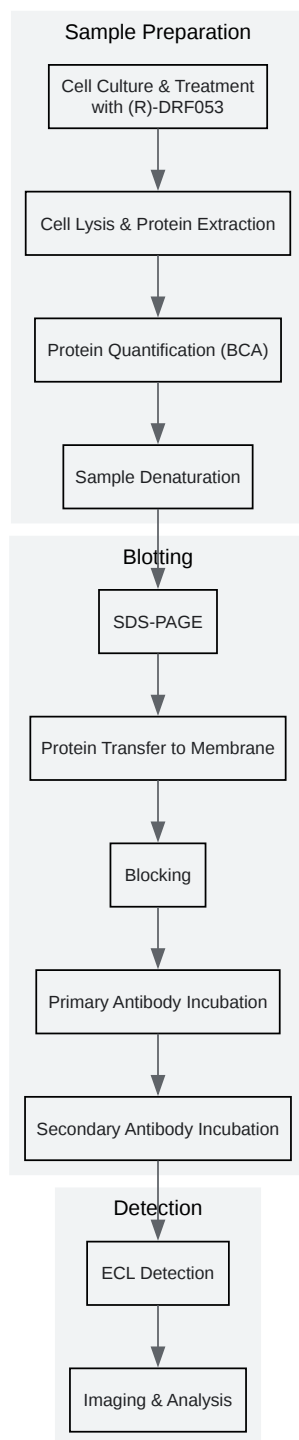 Sample Preparation
Cell Culture & Treatment
with (R)-DRF053
Cell Lysis & Protein Extraction
Protein Quantification (BCA)
Sample Denaturation
Blotting
SDS-PAGE
Protein Transfer to Membrane
Blocking
Primary Antibody Incubation
Secondary Antibody Incubation
Detection
ECL Detection
Imaging & Analysis